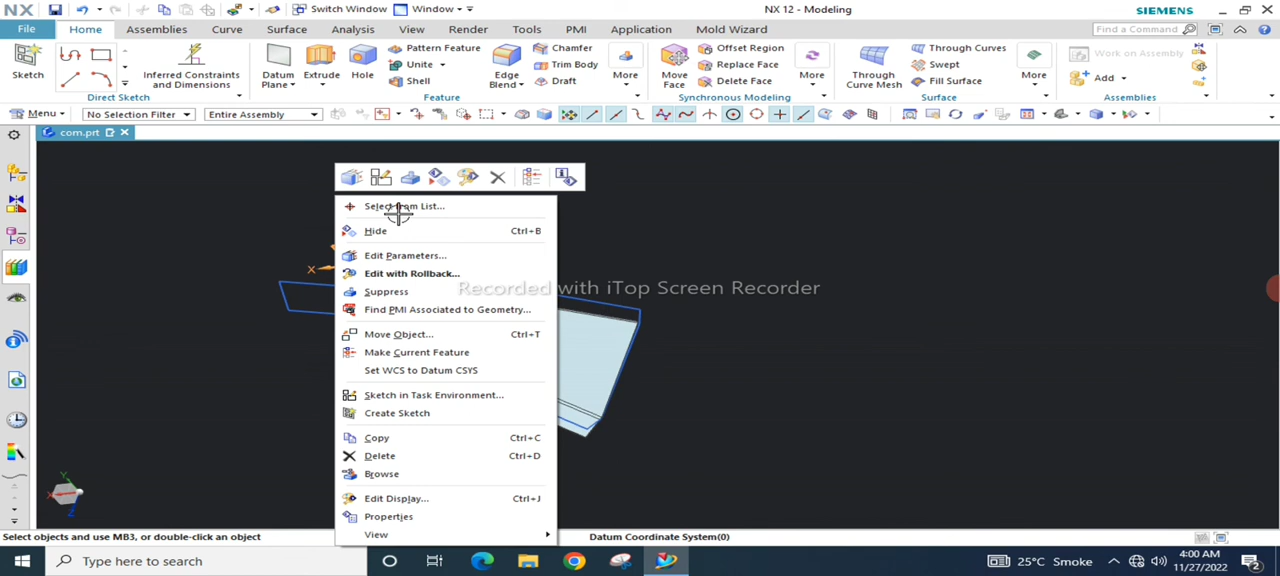 NX Switch Window Window NX 12 - Modeling SIEMENS
File Home Assemblies Curve Surface Analysis View Render Tools PMI Application Mold Wizard Find a Command
Sketch Inferred Constraints and Dimensions Datum Plane Extrude Hole Pattern Feature Unite Shell Edge Blend Chamfer Trim Body Draft More Move Face Offset Region Replace Face Delete Face More Through Curve Mesh Through Curves Swept Fill Surface More Work on Assembly Add
Direct Sketch Feature Synchronous Modeling Surface Assemblies
Menu No Selection Filter Entire Assembly
com.prt
Select from List...
Hide Ctrl+B
Edit Parameters...
X
Edit with Rollback...
Recorded with iTop Screen Recorder
Suppress
Find PMI Associated to Geometry...
Move Object... Ctrl+T
Make Current Feature
Set WCS to Datum CSYS
Sketch in Task Environment...
Create Sketch
Copy Ctrl+C
Delete Ctrl+D
Browse
Y
X
Z
Edit Display... Ctrl+J
Properties
View
Select objects and use MB3, or double-click an object Datum Coordinate System(0)
Type here to search 25°C Smoke 4:00 AM
11/27/2022 2